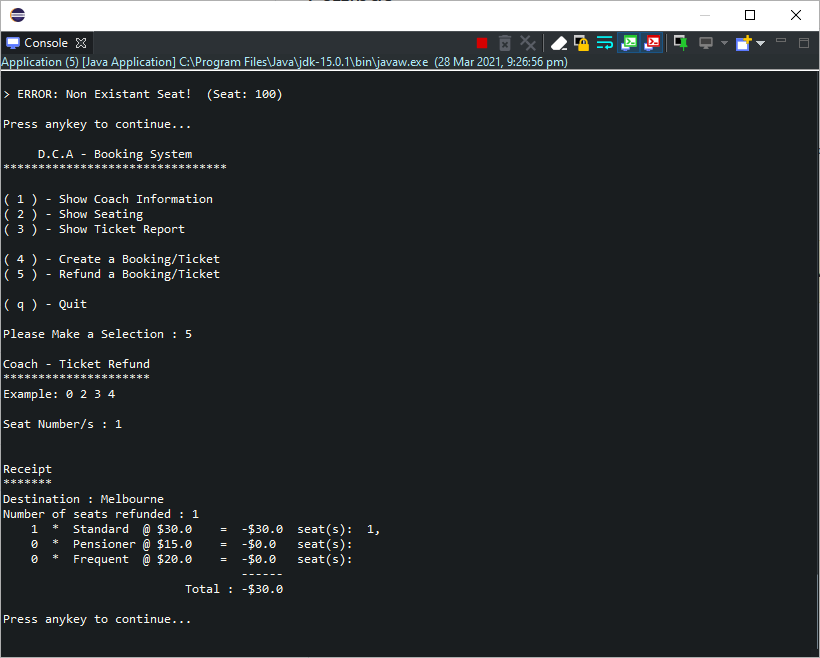 Console
Application (5) [Java Application] C:\Program Files\Java\jdk-15.0.1\bin\javaw.exe (28 Mar 2021, 9:26:56 pm)
> ERROR: Non Existant Seat!  (Seat: 100)
Press anykey to continue...
D.C.A - Booking System
********************************
( 1 ) - Show Coach Information
( 2 ) - Show Seating
( 3 ) - Show Ticket Report
( 4 ) - Create a Booking/Ticket
( 5 ) - Refund a Booking/Ticket
( q ) - Quit
Please Make a Selection : 5
Coach - Ticket Refund
*********************
Example: 0 2 3 4
Seat Number/s : 1
Receipt
*******
Destination : Melbourne
Number of seats refunded : 1
1  *  Standard  @ $30.0    =  -$30.0  seat(s):  1,
0  *  Pensioner @ $15.0    =  -$0.0   seat(s):
0  *  Frequent  @ $20.0    =  -$0.0   seat(s):
------
Total : -$30.0
Press anykey to continue...